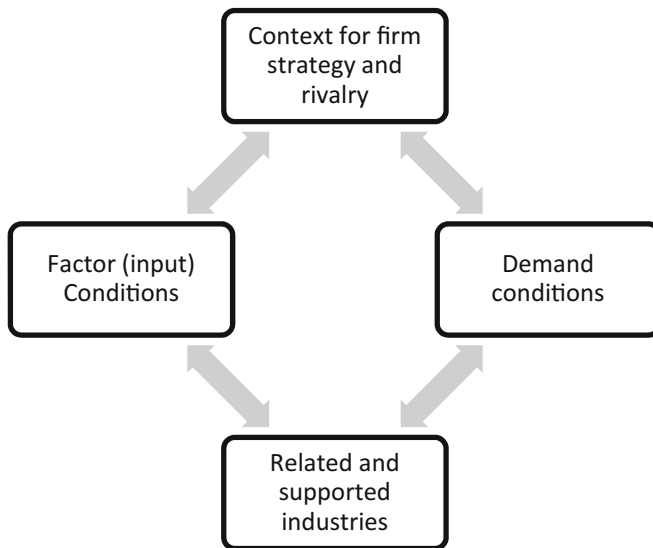 Context for firm
strategy and
rivalry
Factor (input)
Conditions
Demand
conditions
Related and
supported
industries